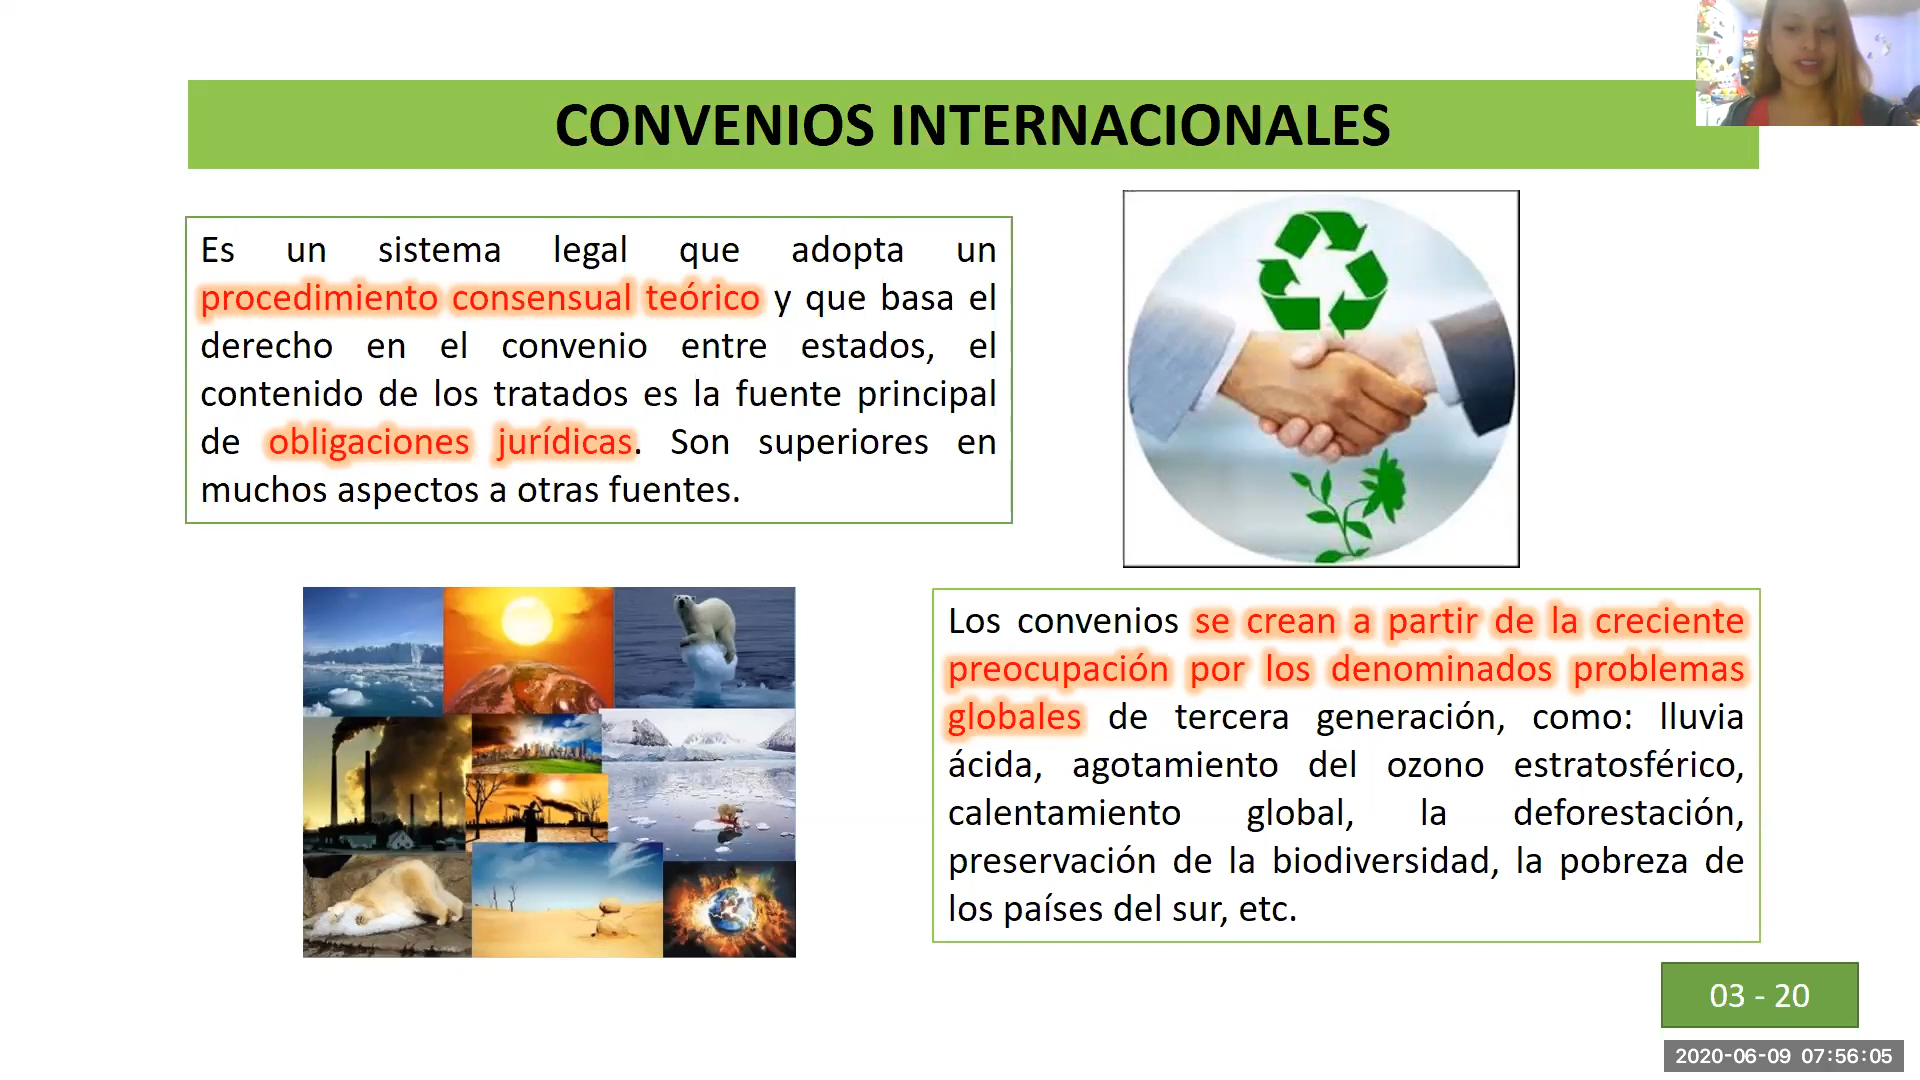 CONVENIOS INTERNACIONALES
Es un sistema legal que adopta un
procedimiento consensual teórico y que basa el
derecho en el convenio entre estados, el
contenido de los tratados es la fuente principal
de obligaciones jurídicas. Son superiores en
muchos aspectos a otras fuentes.
Los convenios se crean a partir de la creciente
preocupación por los denominados problemas
globales de tercera generación, como: lluvia
ácida, agotamiento del ozono estratosférico,
calentamiento global, la deforestación,
preservación de la biodiversidad, la pobreza de
los países del sur, etc.
03 - 20
2020-06-09 07:56:05